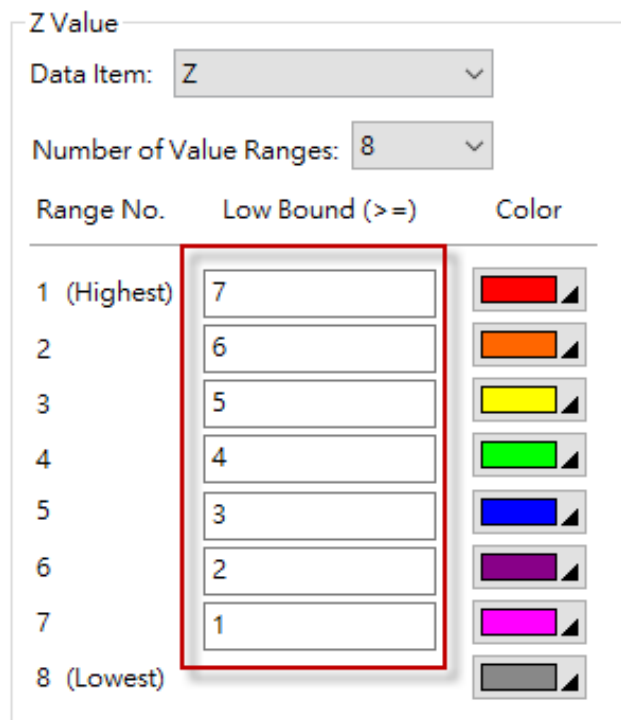 Z Value
Data Item: Z
Number of Value Ranges: 8
Range No. Low Bound (>=) Color
1 (Highest) 7
2 6
3 5
4 4
5 3
6 2
7 1
8 (Lowest)